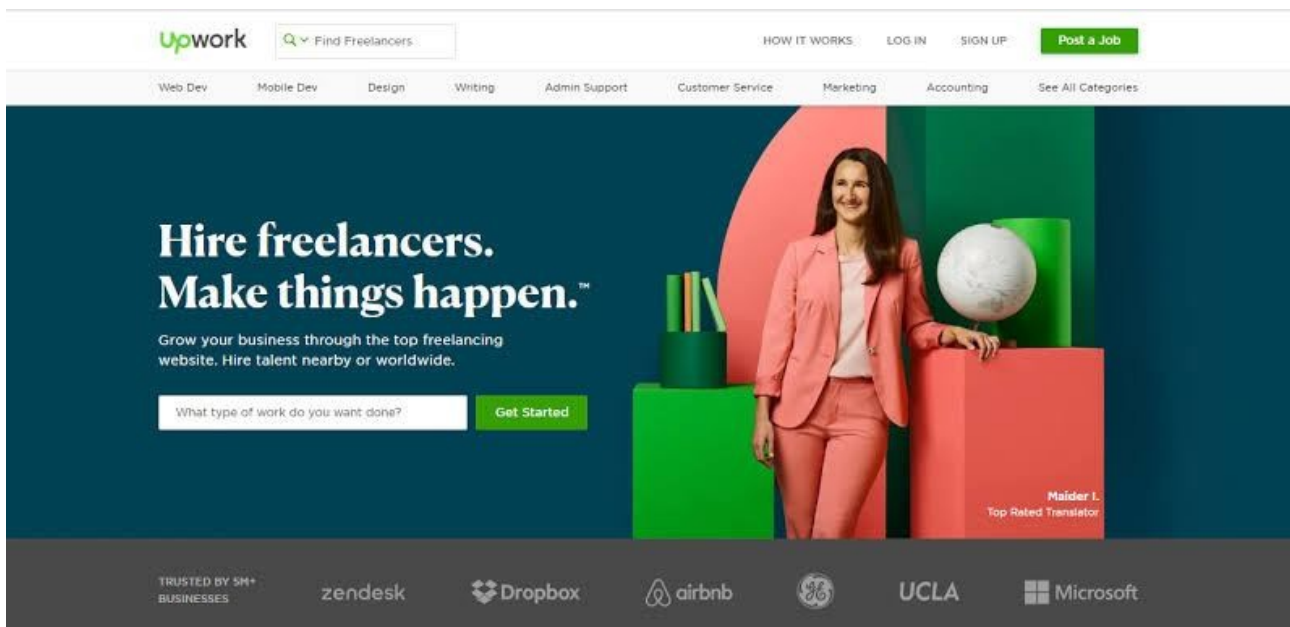 Upwork
Find Freelancers
HOW IT WORKS
LOG IN
SIGN UP
Post a Job
Web Dev
Mobile Dev
Design
Writing
Admin Support
Customer Service
Marketing
Accounting
See All Categories
Hire freelancers.
Make things happen.™
Grow your business through the top freelancing
website. Hire talent nearby or worldwide.
What type of work do you want done?
Get Started
Maider I.
Top Rated Translator
TRUSTED BY 5M+
BUSINESSES
zendesk
Dropbox
airbnb
GE
UCLA
Microsoft